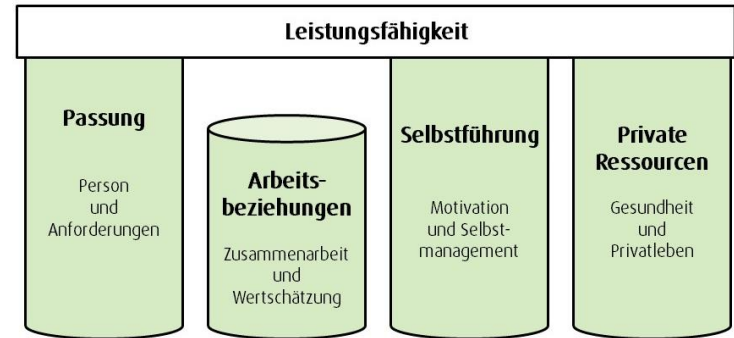 Leistungsfähigkeit
Passung
Person
und
Anforderungen
Arbeits-
beziehungen
Zusammenarbeit
und
Wertschätzung
Selbstführung
Motivation
und Selbst-
management
Private
Ressourcen
Gesundheit
und
Privatleben